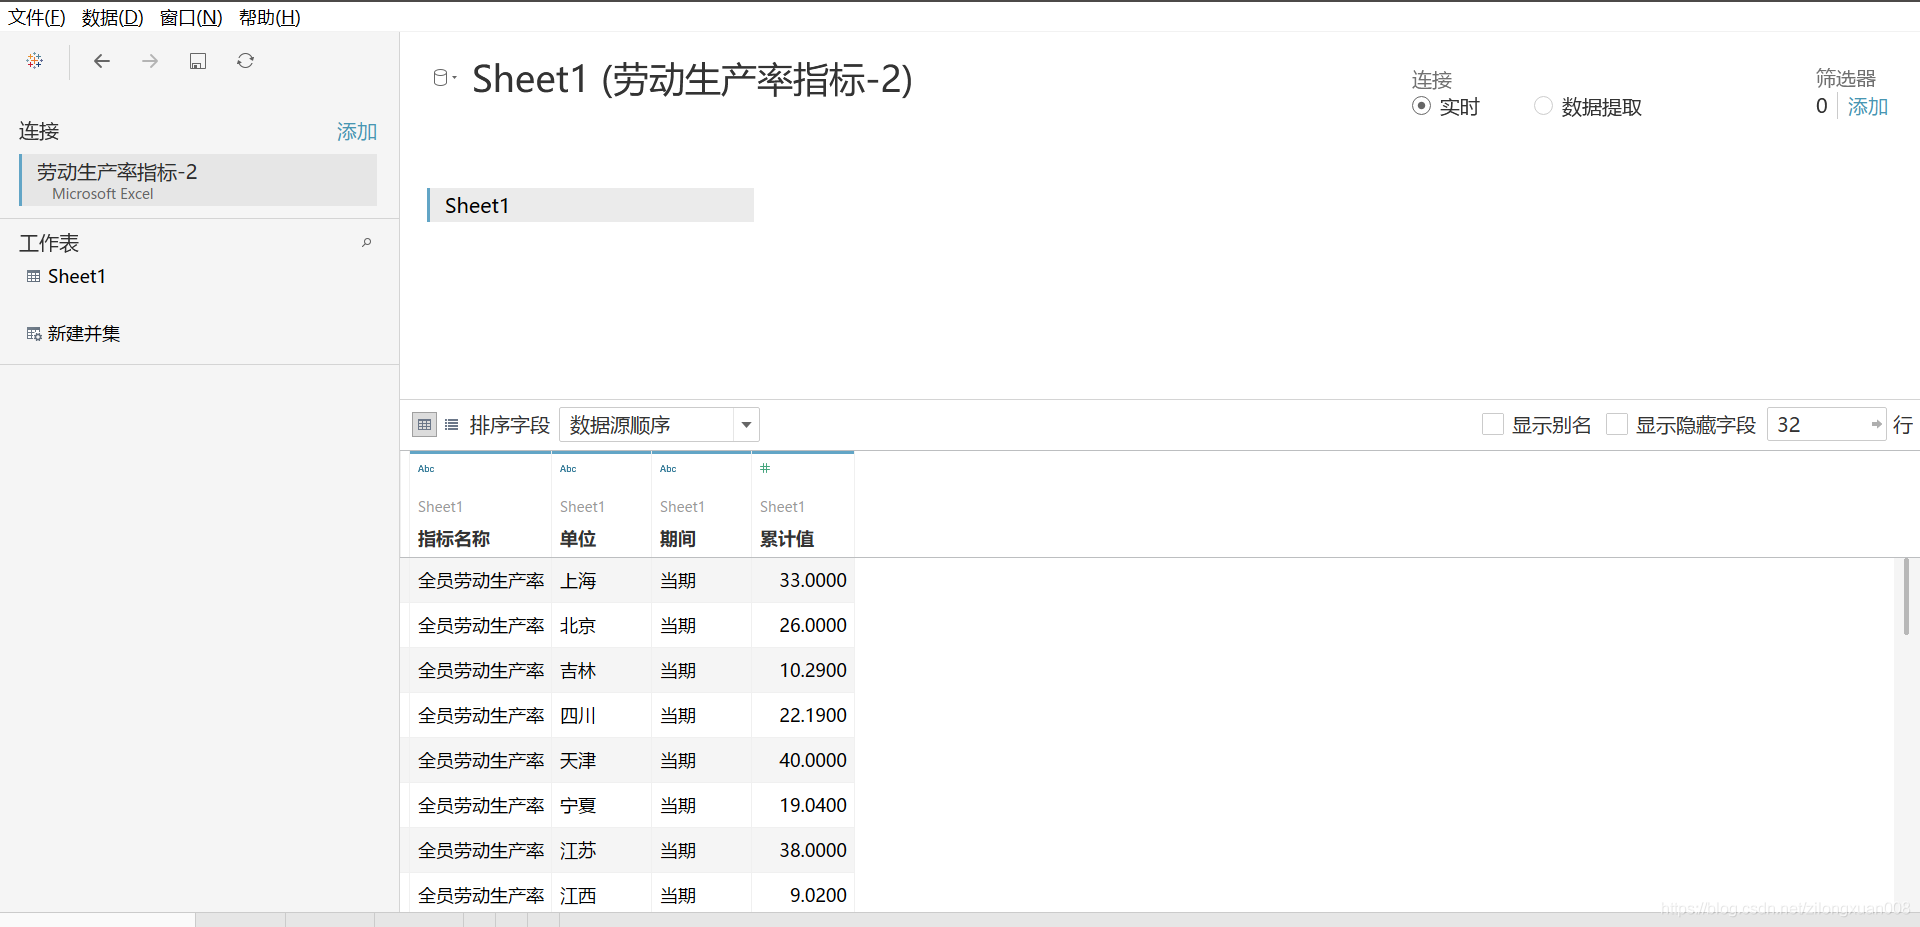 文件(F) 数据(D) 窗口(N) 帮助(H)
连接 添加
劳动生产率指标-2
Microsoft Excel
工作表
Sheet1
新建并集
Sheet1 (劳动生产率指标-2)
连接
实时 数据提取
筛选器
0 添加
Sheet1
排序字段 数据源顺序 显示别名 显示隐藏字段 32 行
Abc Abc Abc #
Sheet1 Sheet1 Sheet1 Sheet1
指标名称 单位 期间 累计值
全员劳动生产率 上海 当期 33.0000
全员劳动生产率 北京 当期 26.0000
全员劳动生产率 吉林 当期 10.2900
全员劳动生产率 四川 当期 22.1900
全员劳动生产率 天津 当期 40.0000
全员劳动生产率 宁夏 当期 19.0400
全员劳动生产率 江苏 当期 38.0000
全员劳动生产率 江西 当期 9.0200
https://blog.csdn.net/zilongxuan008